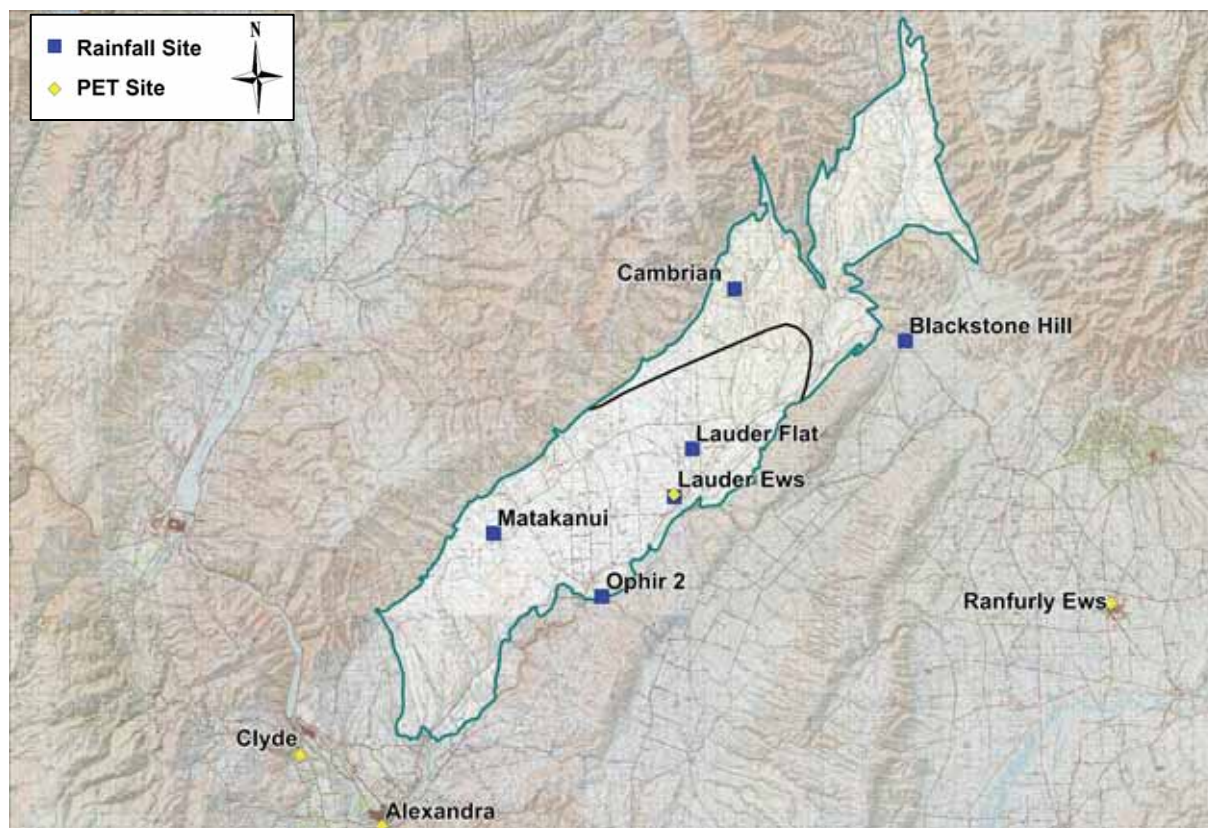 N
Rainfall Site
PET Site
Cambrian
Blackstone Hill
Lauder Flat
Lauder Ews
Matakanui
Ophir 2
Ranfurly Ews
Clyde
Alexandra